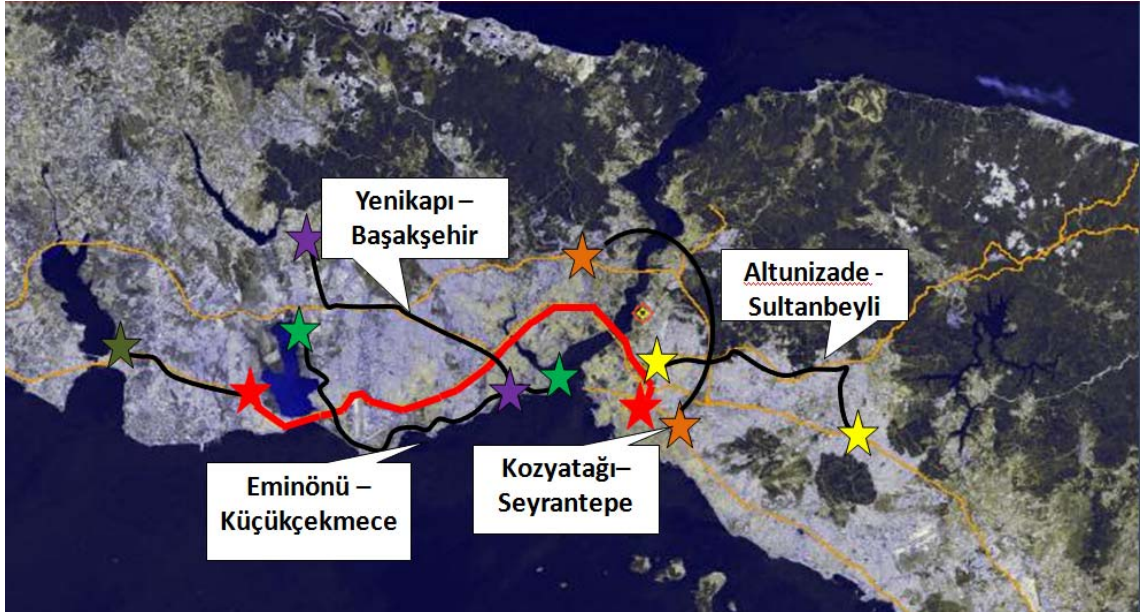 Yenikapı –
Başakşehir
Altunizade -
Sultanbeyli
Eminönü –
Küçükçekmece
Kozyatağı–
Seyrantepe